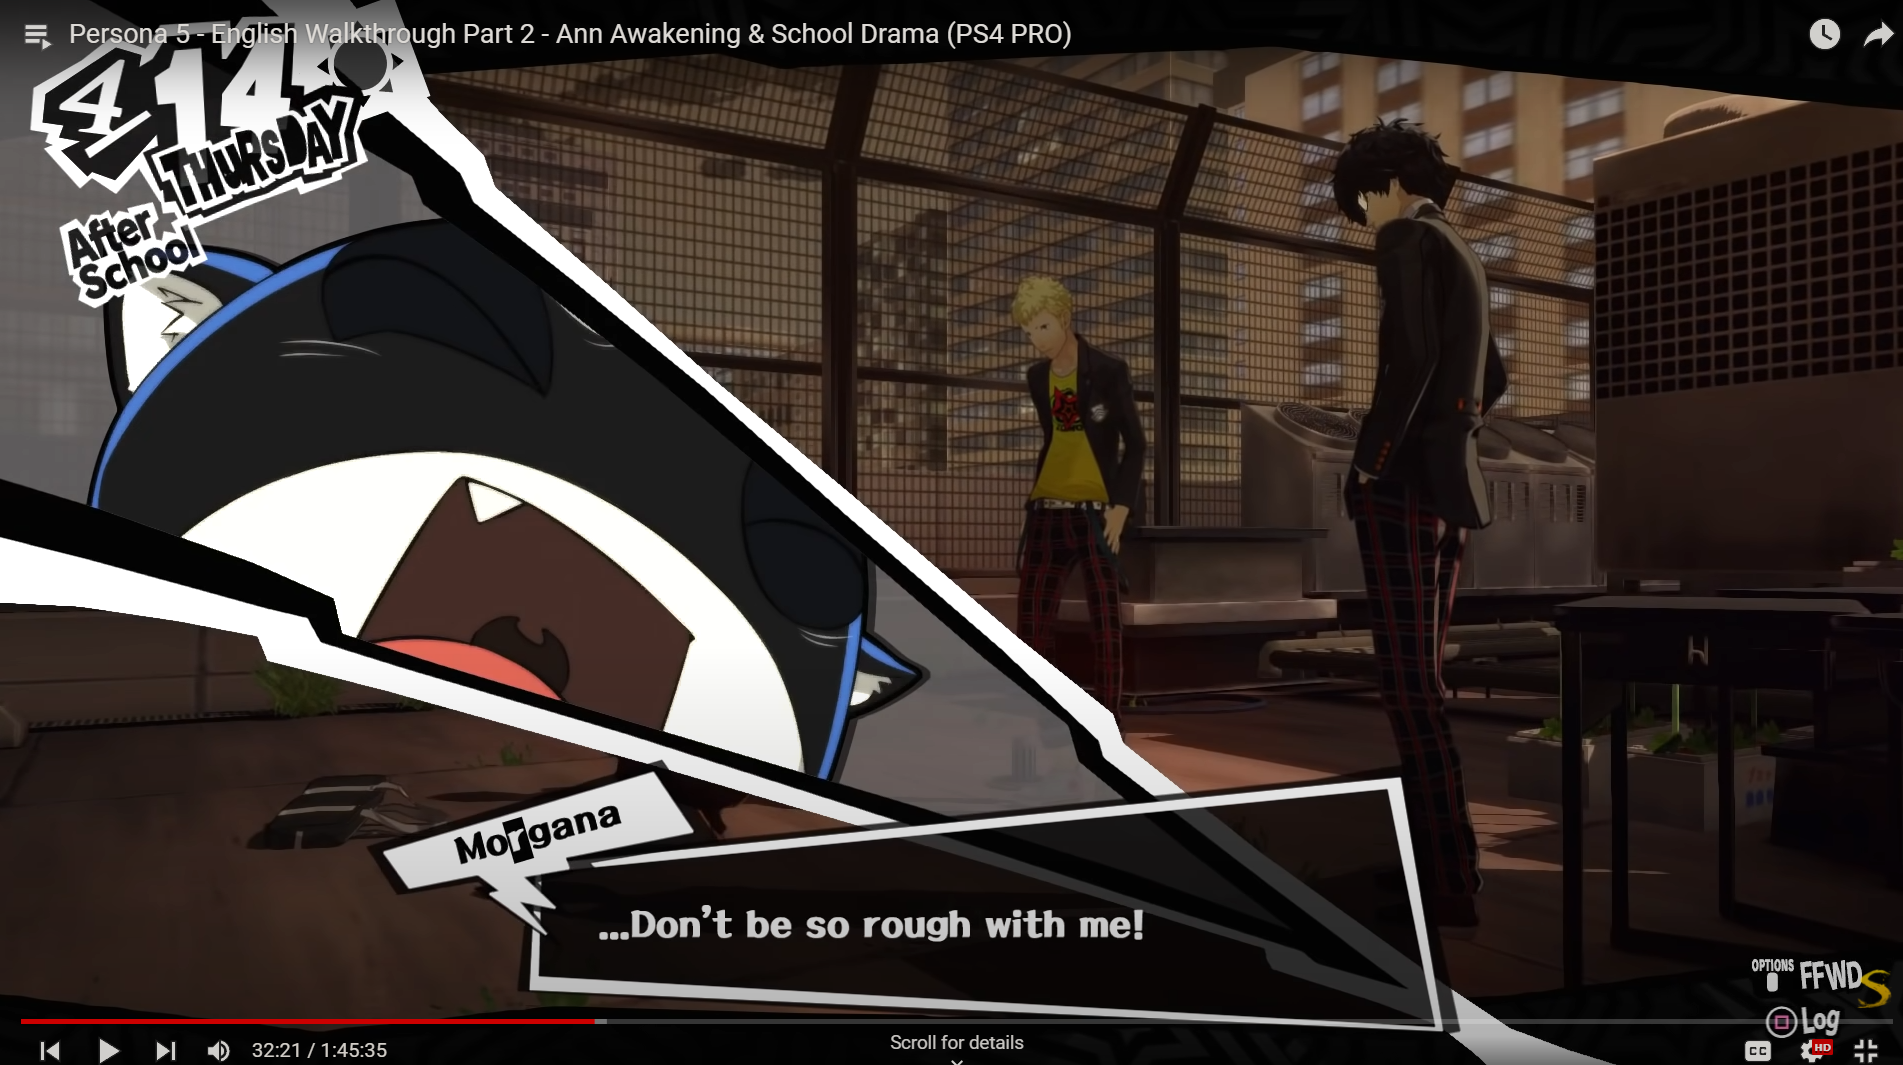 Persona 5 - English Walkthrough Part 2 - Ann Awakening & School Drama (PS4 PRO)
4 14
THURSDAY
After
School
Morgana
...Don't be so rough with me!
OPTIONS FFWD
Log
32:21 / 1:45:35
Scroll for details
CC
HD